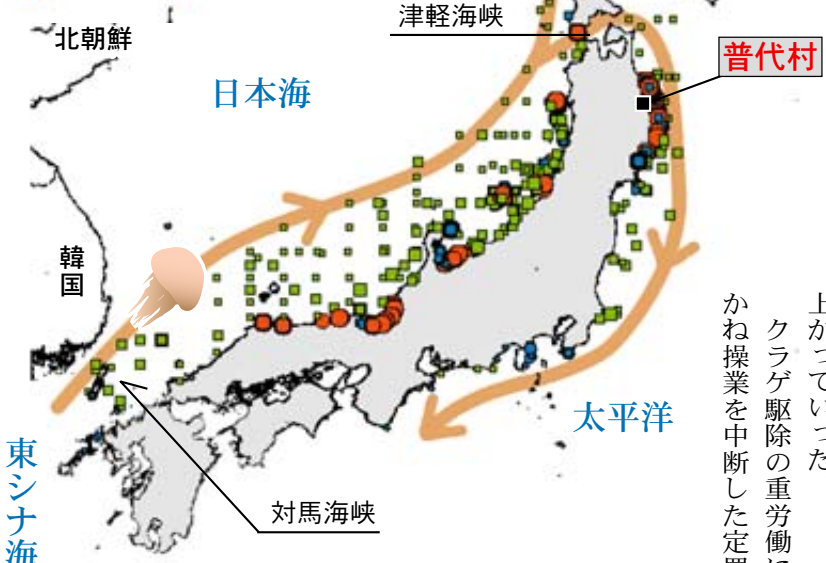 津軽海峡
北朝鮮
普代村
日本海
韓国
太平洋
対馬海峡
東シナ海
上がっていった
クラゲ駆除の重労働に
かね操業を中断した定置